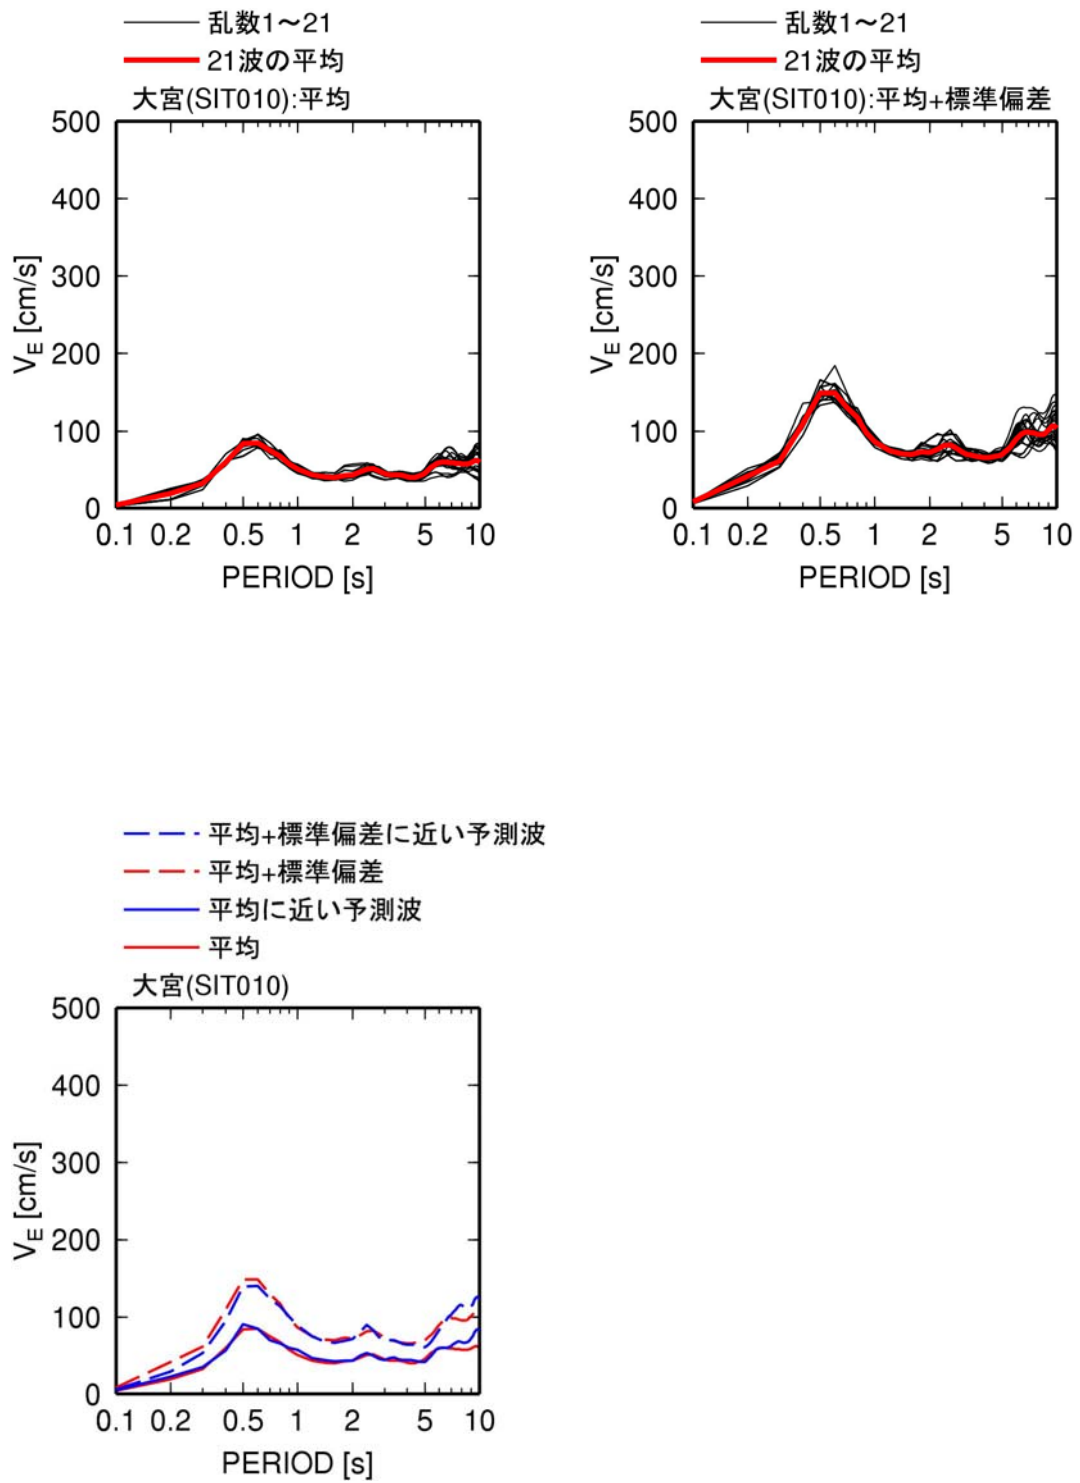 乱数1〜21
21波の平均
大宮(SIT010):平均
500
400
300
200
100
0
V_E [cm/s]
0.1 0.2 0.5 1 2 5 10
PERIOD [s]
乱数1〜21
21波の平均
大宮(SIT010):平均+標準偏差
500
400
300
200
100
0
V_E [cm/s]
0.1 0.2 0.5 1 2 5 10
PERIOD [s]
平均+標準偏差に近い予測波
平均+標準偏差
平均に近い予測波
平均
大宮(SIT010)
500
400
300
200
100
0
V_E [cm/s]
0.1 0.2 0.5 1 2 5 10
PERIOD [s]